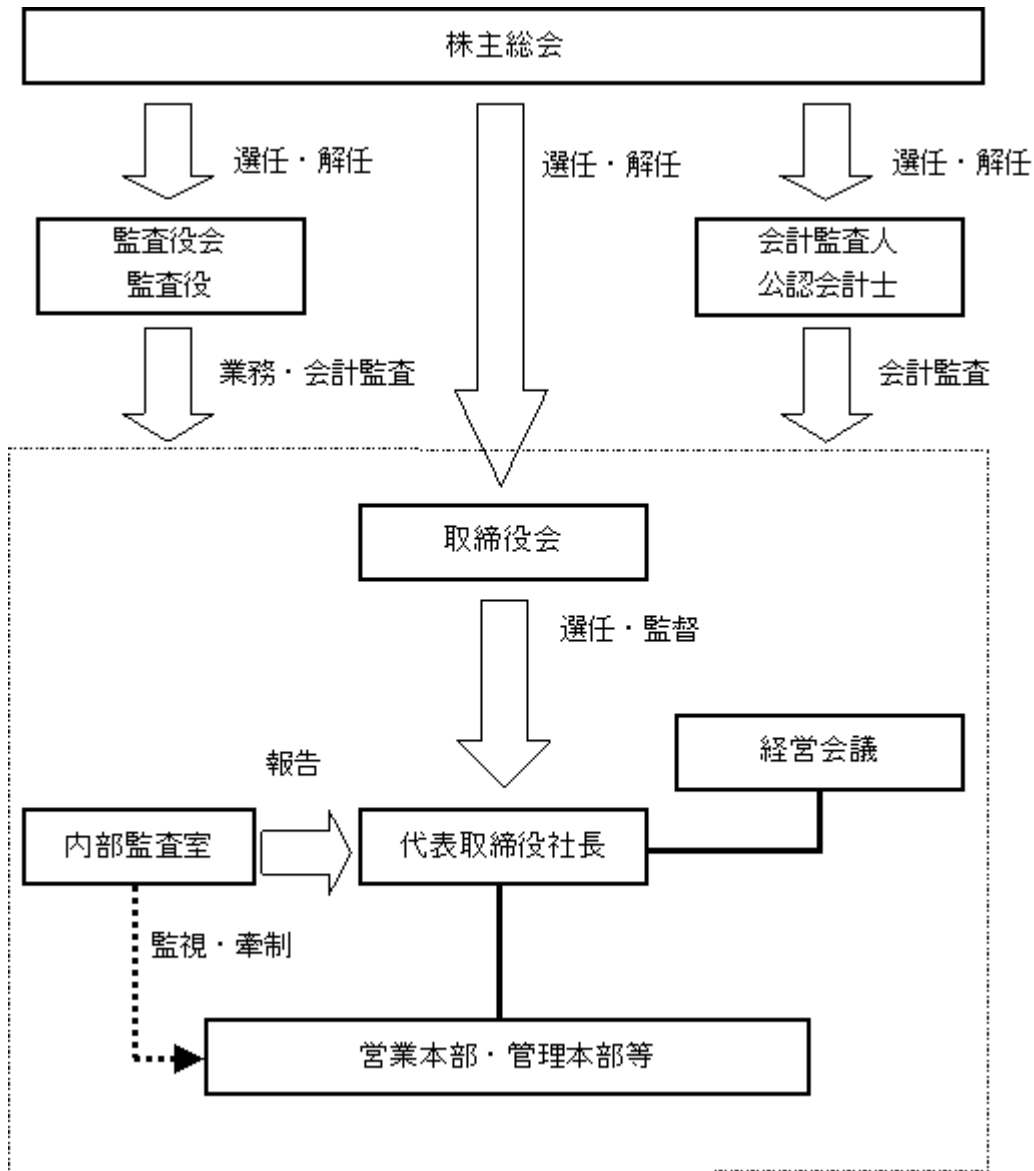 株主総会
選任・解任
選任・解任
選任・解任
監査役会
監査役
会計監査人
公認会計士
業務・会計監査
会計監査
取締役会
選任・監督
経営会議
報告
内部監査室
代表取締役社長
監視・牽制
営業本部・管理本部等